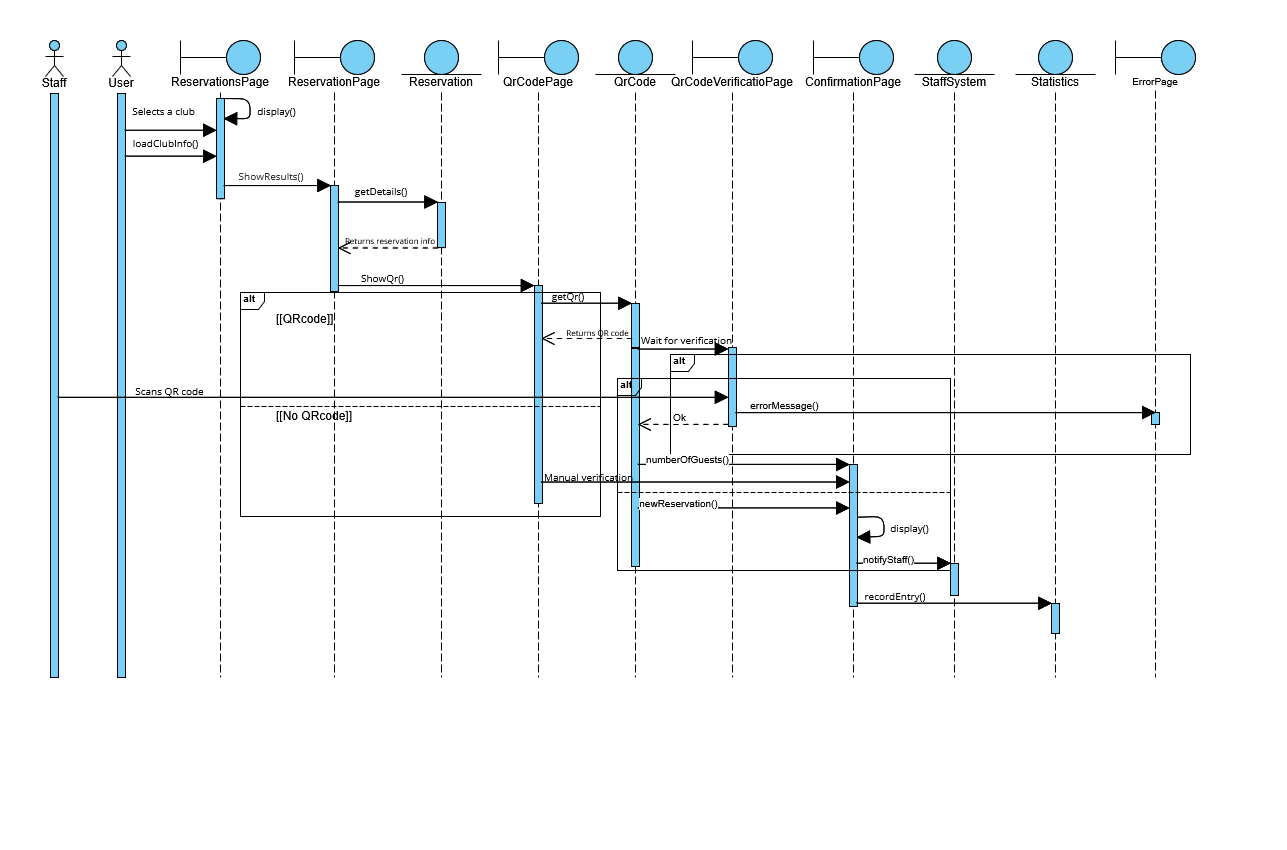 Staff
User
ReservationsPage
ReservationPage
Reservation
QrCodePage
QrCode
QrCodeVerificatioPage
ConfirmationPage
StaffSystem
Statistics
ErrorPage
Selects a club
display()
loadClubInfo()
ShowResults()
getDetails()
Returns reservation info
ShowQr()
alt
getQr()
[[QRcode]]
Returns QR code
Wait for verification
alt
alt
Scans QR code
errorMessage()
[[No QRcode]]
Ok
numberOfGuests()
Manual verification
newReservation()
display()
notifyStaff()
recordEntry()